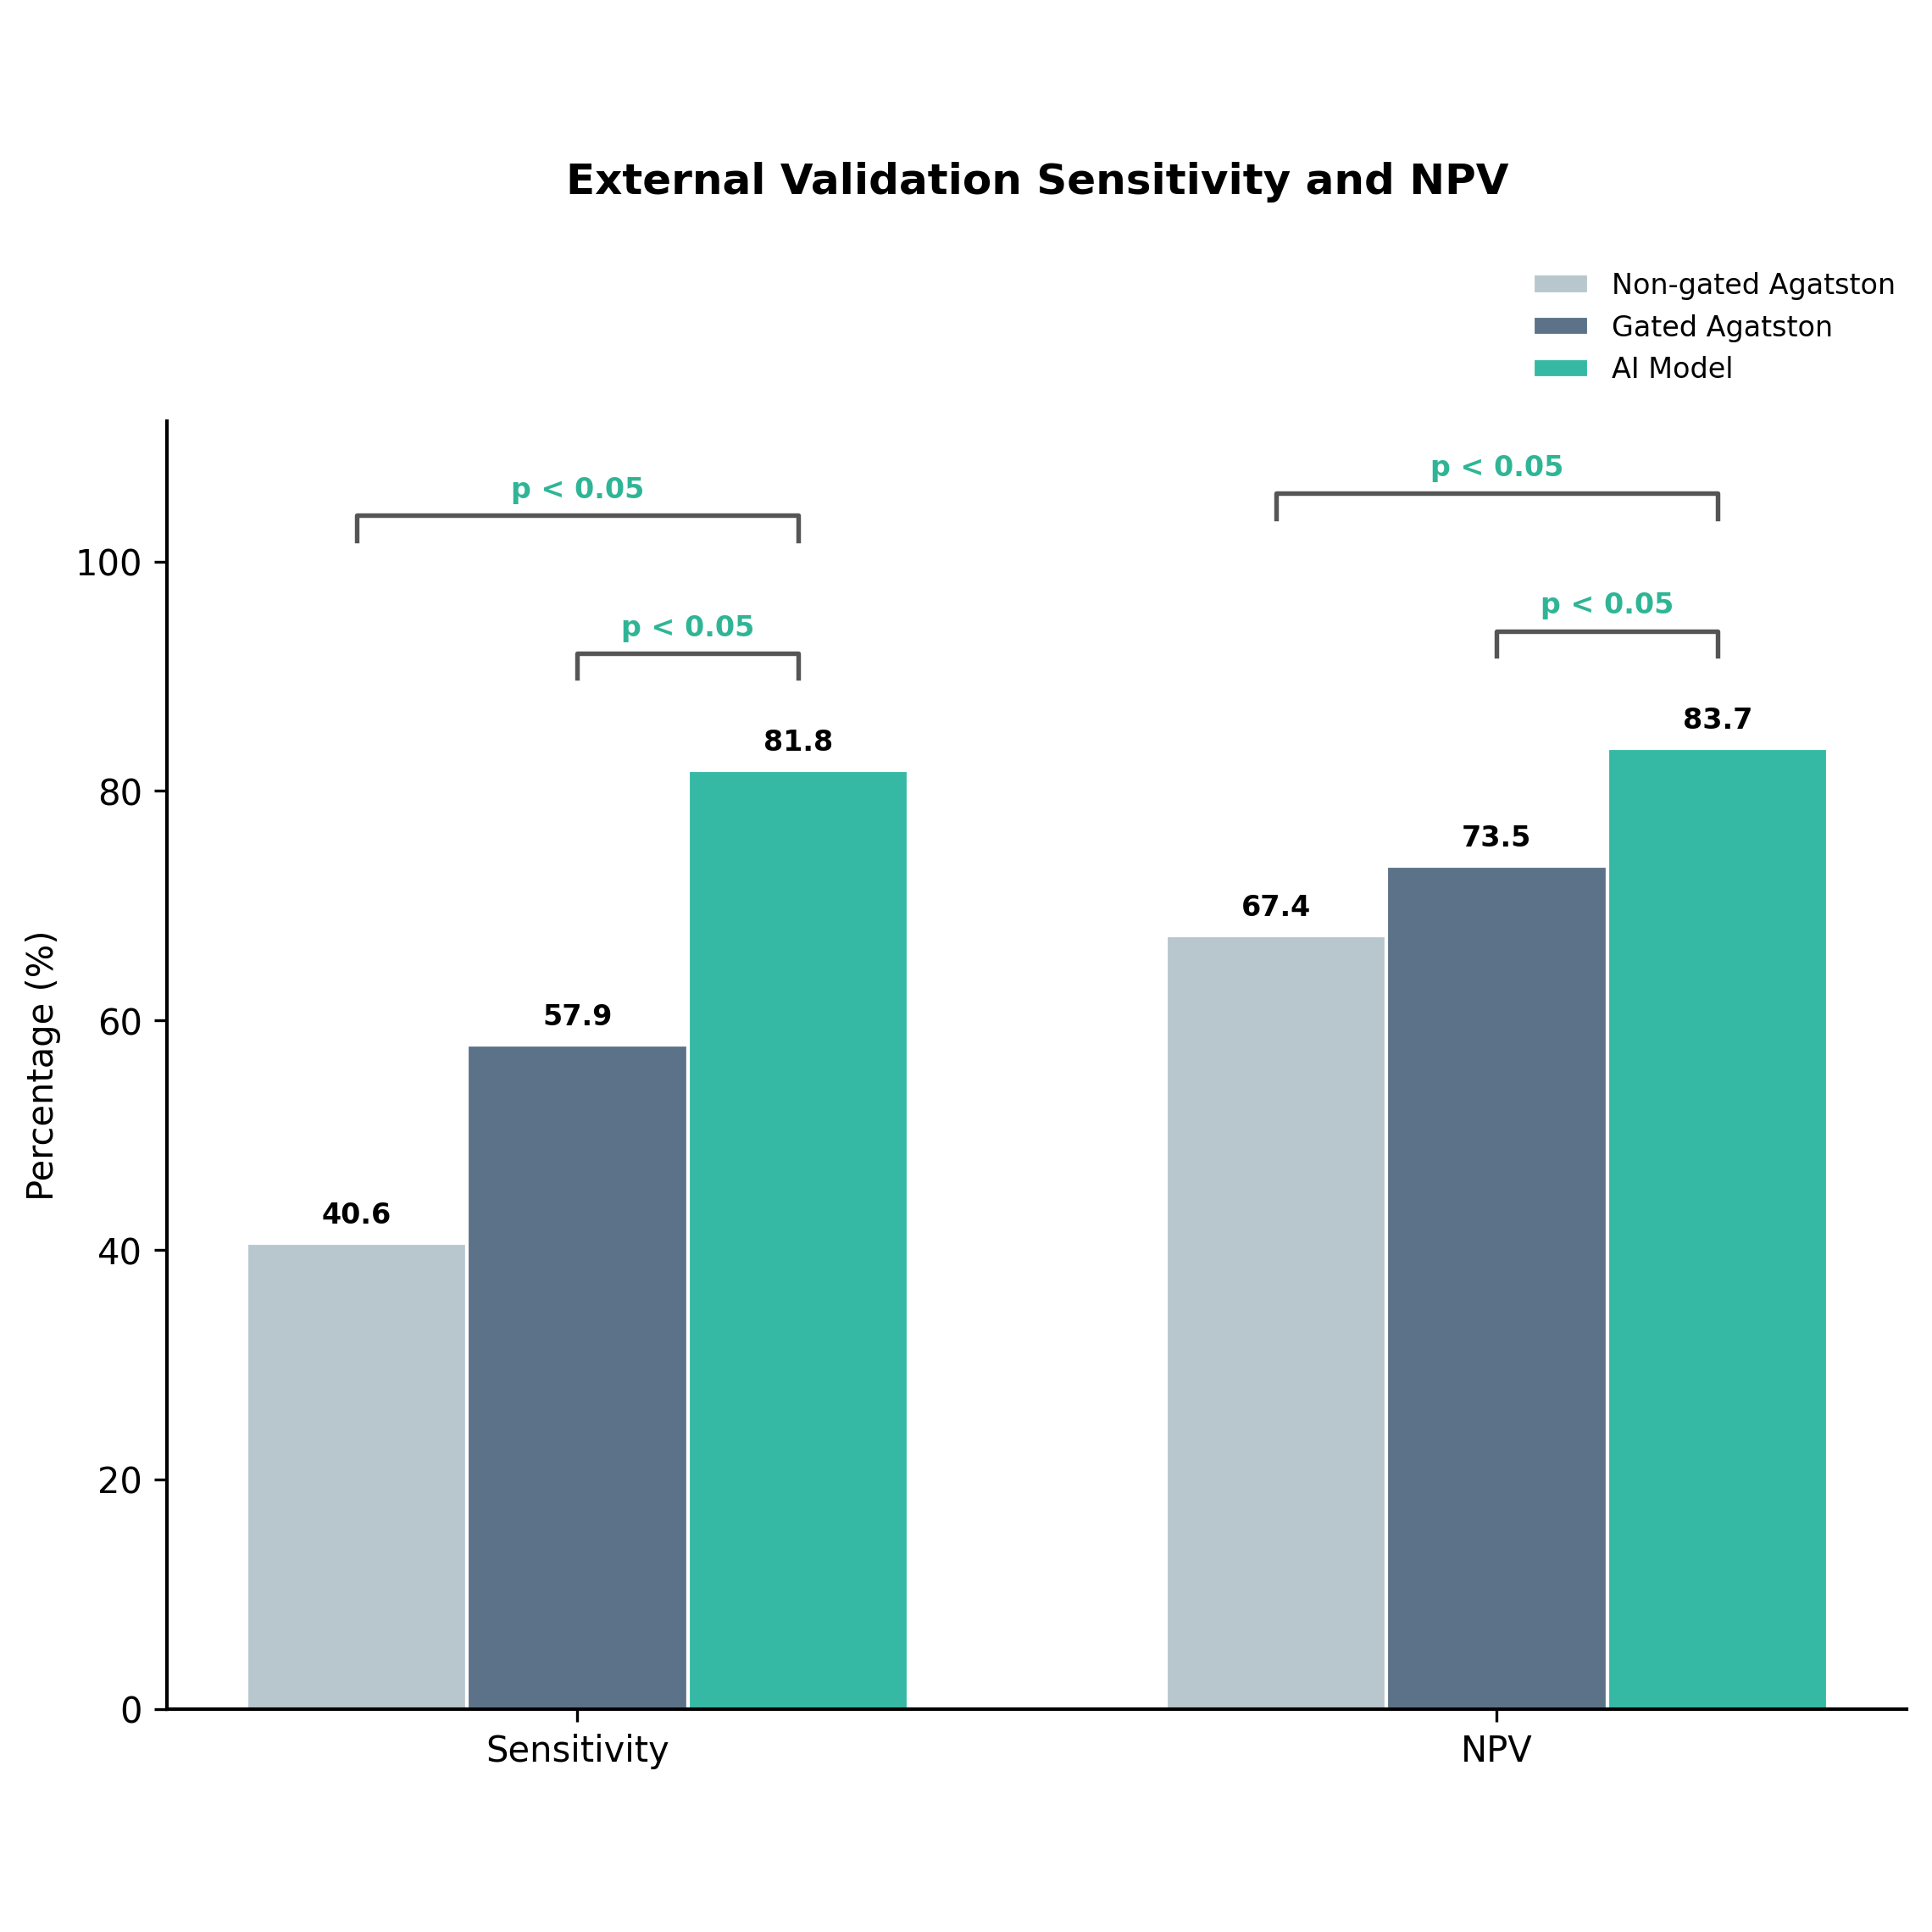 External Validation Sensitivity and NPV
Non-gated Agatston
Gated Agatston
AI Model
p < 0.05
p < 0.05
p < 0.05
p < 0.05
100
80
60
40
20
0
Percentage (%)
40.6
57.9
81.8
67.4
73.5
83.7
Sensitivity
NPV